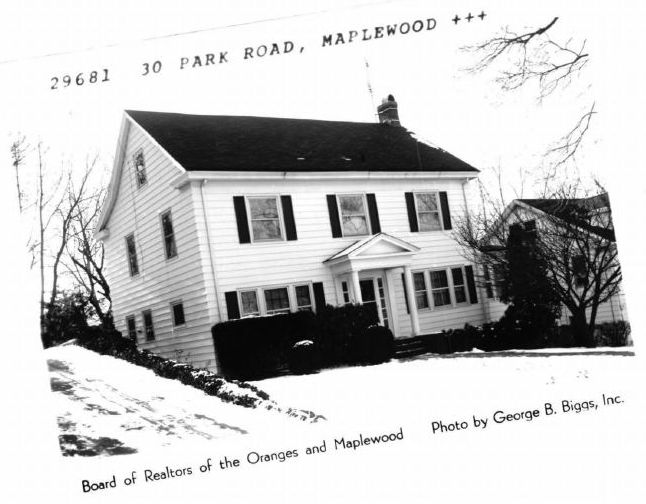 29681 30 PARK ROAD, MAPLEWOOD +++
Board of Realtors of the Oranges and Maplewood Photo by George B. Biggs, Inc.